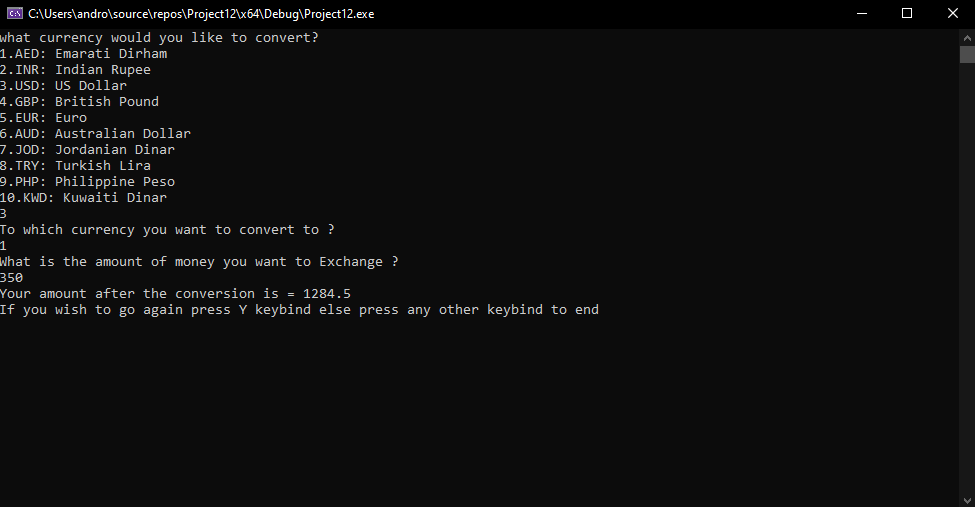 C:\Users\andro\source\repos\Project12\x64\Debug\Project12.exe
what currency would you like to convert?
1.AED: Emarati Dirham
2.INR: Indian Rupee
3.USD: US Dollar
4.GBP: British Pound
5.EUR: Euro
6.AUD: Australian Dollar
7.JOD: Jordanian Dinar
8.TRY: Turkish Lira
9.PHP: Philippine Peso
10.KWD: Kuwaiti Dinar
3
To which currency you want to convert to ?
1
What is the amount of money you want to Exchange ?
350
Your amount after the conversion is = 1284.5
If you wish to go again press Y keybind else press any other keybind to end